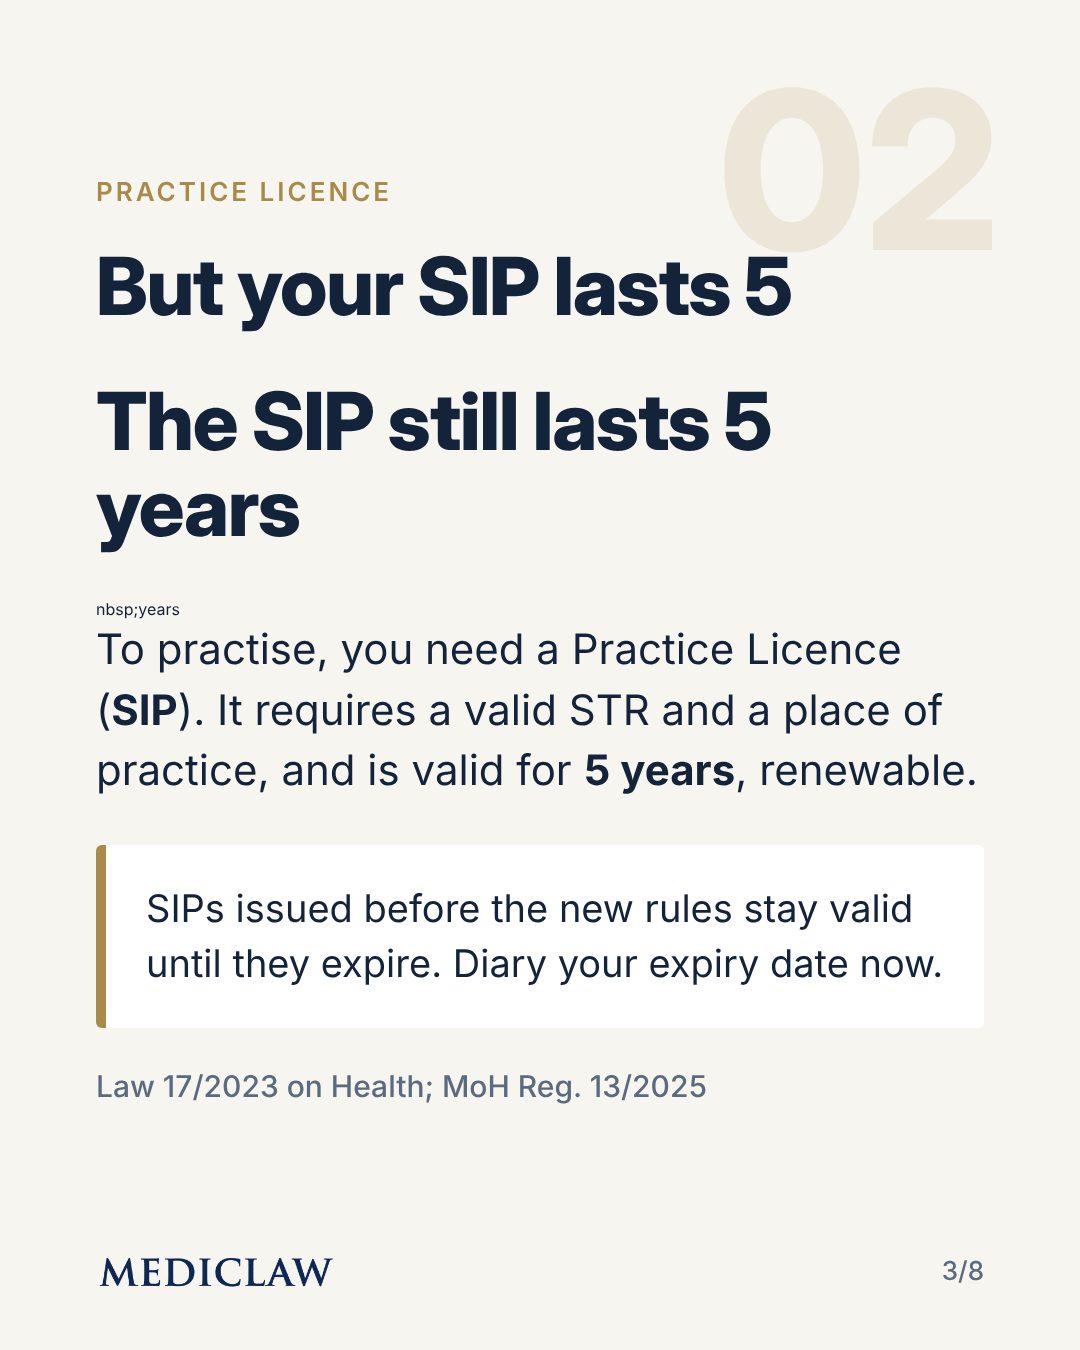 02
PRACTICE LICENCE
But your SIP lasts 5
The SIP still lasts 5
years
nbsp;years
To practise, you need a Practice Licence
(SIP). It requires a valid STR and a place of
practice, and is valid for 5 years, renewable.
SIPs issued before the new rules stay valid
until they expire. Diary your expiry date now.
Law 17/2023 on Health; MoH Reg. 13/2025
MEDICLAW
3/8